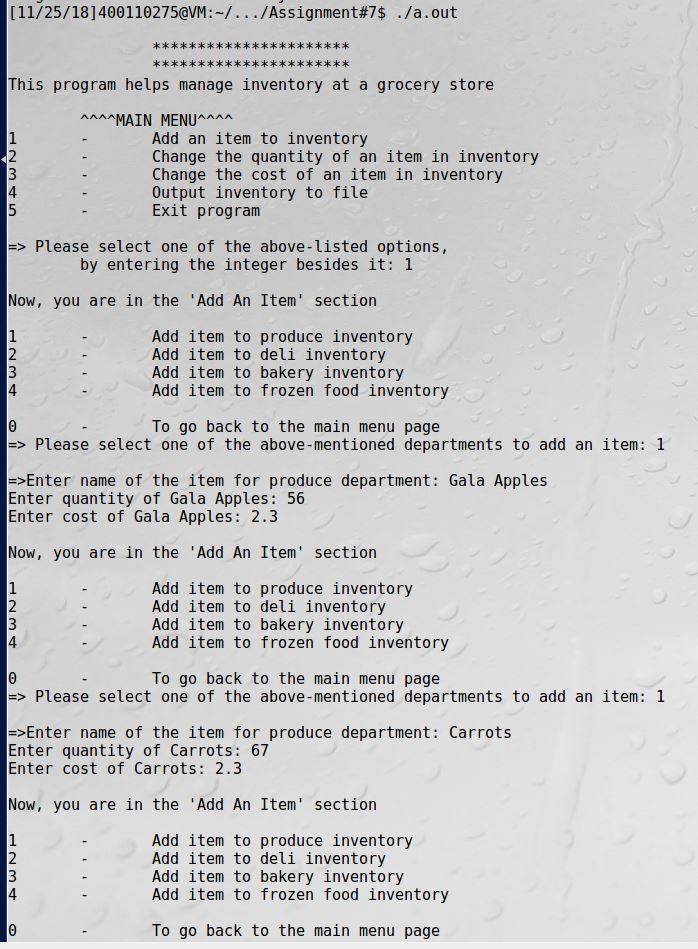 [11/25/18]400110275@VM:~/.../Assignment#7$ ./a.out
**********************
**********************
This program helps manage inventory at a grocery store
^^^^MAIN MENU^^^^
1 - Add an item to inventory
2 - Change the quantity of an item in inventory
3 - Change the cost of an item in inventory
4 - Output inventory to file
5 - Exit program
=> Please select one of the above-listed options,
by entering the integer besides it: 1
Now, you are in the 'Add An Item' section
1 - Add item to produce inventory
2 - Add item to deli inventory
3 - Add item to bakery inventory
4 - Add item to frozen food inventory
0 - To go back to the main menu page
=> Please select one of the above-mentioned departments to add an item: 1
=>Enter name of the item for produce department: Gala Apples
Enter quantity of Gala Apples: 56
Enter cost of Gala Apples: 2.3
Now, you are in the 'Add An Item' section
1 - Add item to produce inventory
2 - Add item to deli inventory
3 - Add item to bakery inventory
4 - Add item to frozen food inventory
0 - To go back to the main menu page
=> Please select one of the above-mentioned departments to add an item: 1
=>Enter name of the item for produce department: Carrots
Enter quantity of Carrots: 67
Enter cost of Carrots: 2.3
Now, you are in the 'Add An Item' section
1 - Add item to produce inventory
2 - Add item to deli inventory
3 - Add item to bakery inventory
4 - Add item to frozen food inventory
0 - To go back to the main menu page